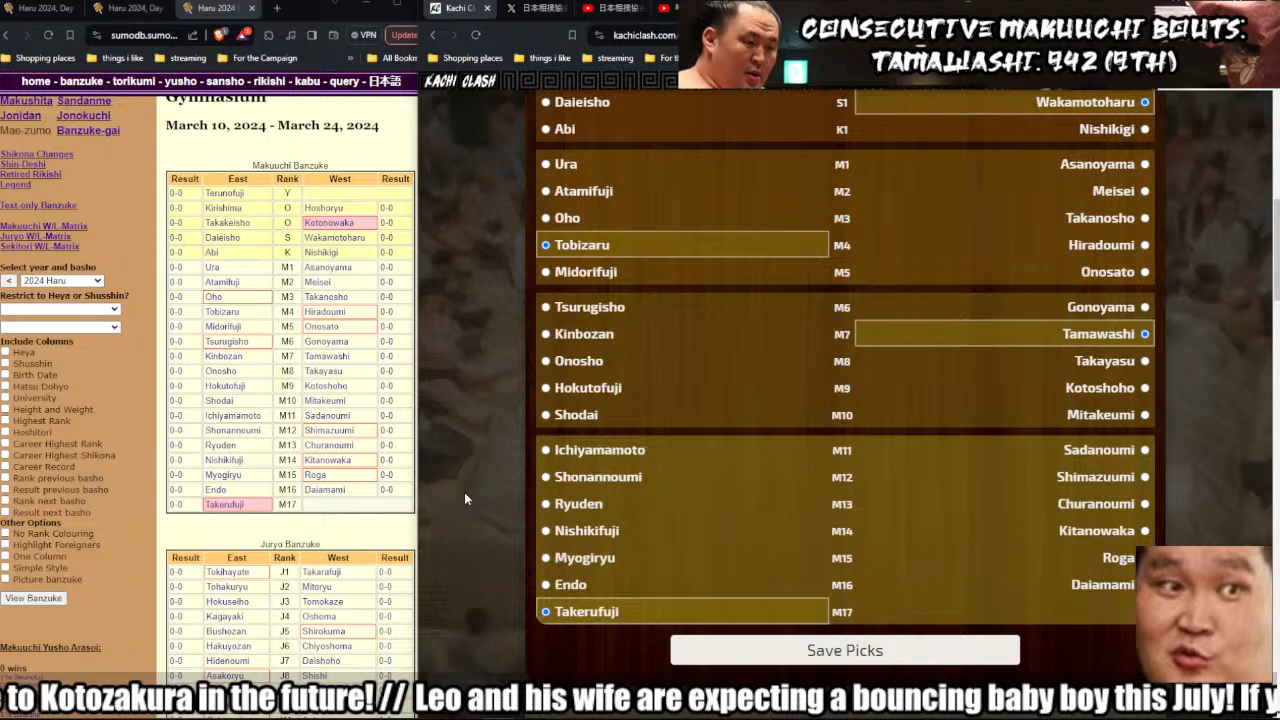 Haru 2024, Day
Haru 2024, Day
Haru 2024
Kachi Cl
日本相撲
日本相撲協
sumodb.sumo...
VPN
Update
kachiclash.com
Shopping places
things i like
streaming
For the Campaign
All Bookmarks
Shopping places
things i like
streaming
CONSECUTIVE MAKUUCHI BOUTS:
TAMAWASHI: 942 (9TH)
home - banzuke - torikumi - yusho - sansho - rikishi - kabu - query - 日本語
KACHI CLASH
Makushita Sandanme
Jonidan Jonokuchi
Mae-zumo Banzuke-gai
Shikona Changes
Shin-Deshi
Retired Rikishi
Legend
Text-only Banzuke
Makuuchi W/L-Matrix
Juryo W/L-Matrix
Sekitori W/L-Matrix
Select year and basho
< 2024 Haru
Restrict to Heya or Shusshin?
Include Columns
Heya
Shusshin
Birth Date
Hatsu Dohyo
University
Height and Weight
Highest Rank
Hoshitori
Career Highest Rank
Career Highest Shikona
Career Record
Rank previous basho
Result previous basho
Rank next basho
Result next basho
Other Options
No Rank Colouring
Highlight Foreigners
One Column
Simple Style
Picture banzuke
View Banzuke
Makuuchi Yusho Arasoi:
0 wins
Gymnasium
March 10, 2024 - March 24, 2024
Makuuchi Banzuke
Result East Rank West Result
0-0 Terunofuji Y
0-0 Kirishima O Hoshoryu 0-0
0-0 Takakeisho O Kotonowaka 0-0
0-0 Daieisho S Wakamotoharu 0-0
0-0 Abi K Nishikigi 0-0
0-0 Ura M1 Asanoyama 0-0
0-0 Atamifuji M2 Meisei 0-0
0-0 Oho M3 Takanosho 0-0
0-0 Tobizaru M4 Hiradoumi 0-0
0-0 Midorifuji M5 Onosato 0-0
0-0 Tsurugisho M6 Gonoyama 0-0
0-0 Kinbozan M7 Tamawashi 0-0
0-0 Onosho M8 Takayasu 0-0
0-0 Hokutofuji M9 Kotoshoho 0-0
0-0 Shodai M10 Mitakeumi 0-0
0-0 Ichiyamamoto M11 Sadanoumi 0-0
0-0 Shonannoumi M12 Shimazuumi 0-0
0-0 Ryuden M13 Churanoumi 0-0
0-0 Nishikifuji M14 Kitanowaka 0-0
0-0 Myogiryu M15 Roga 0-0
0-0 Endo M16 Daiamami 0-0
0-0 Takerufuji M17
Juryo Banzuke
Result East Rank West Result
0-0 Tokihayate J1 Takarafuji 0-0
0-0 Tohakuryu J2 Mitoryu 0-0
0-0 Hokuseiho J3 Tomokaze 0-0
0-0 Kagayaki J4 Oshoma 0-0
0-0 Bushozan J5 Shirokuma 0-0
0-0 Hakuyozan J6 Chiyoshoma 0-0
0-0 Hidenoumi J7 Daishoho 0-0
0-0 Asakoryu J8 Shishi 0-0
Daieisho S1 Wakamotoharu
Abi K1 Nishikigi
Ura M1 Asanoyama
Atamifuji M2 Meisei
Oho M3 Takanosho
Tobizaru M4 Hiradoumi
Midorifuji M5 Onosato
Tsurugisho M6 Gonoyama
Kinbozan M7 Tamawashi
Onosho M8 Takayasu
Hokutofuji M9 Kotoshoho
Shodai M10 Mitakeumi
Ichiyamamoto M11 Sadanoumi
Shonannoumi M12 Shimazuumi
Ryuden M13 Churanoumi
Nishikifuji M14 Kitanowaka
Myogiryu M15 Roga
Endo M16 Daiamami
Takerufuji M17
Save Picks
to Kotozakura in the future! // Leo and his wife are expecting a bouncing baby boy this July! If y